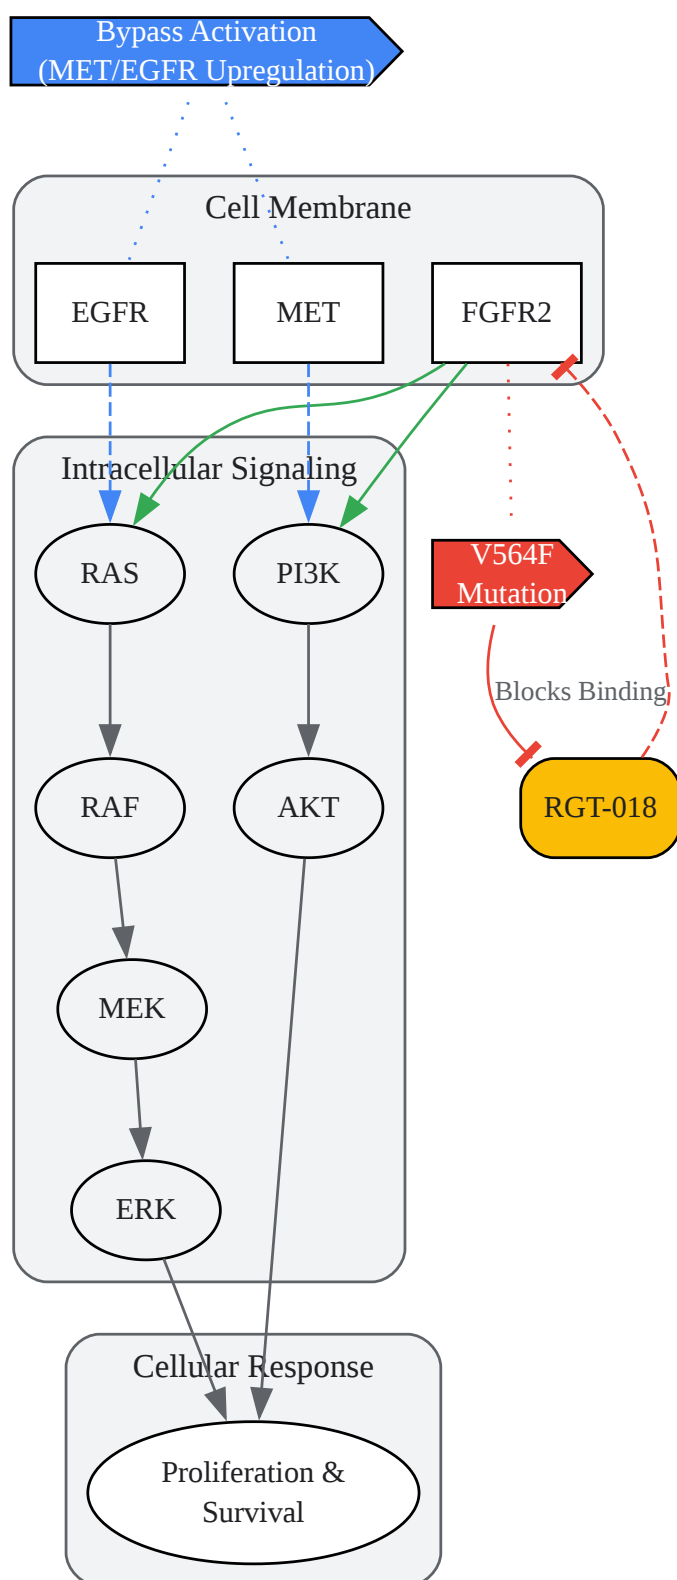 Bypass Activation
(MET/EGFR Upregulation)
Cell Membrane
EGFR
MET
FGFR2
Intracellular Signaling
RAS
PI3K
V564F
Mutation
Blocks Binding
RAF
AKT
RGT-018
MEK
ERK
Cellular Response
Proliferation &
Survival